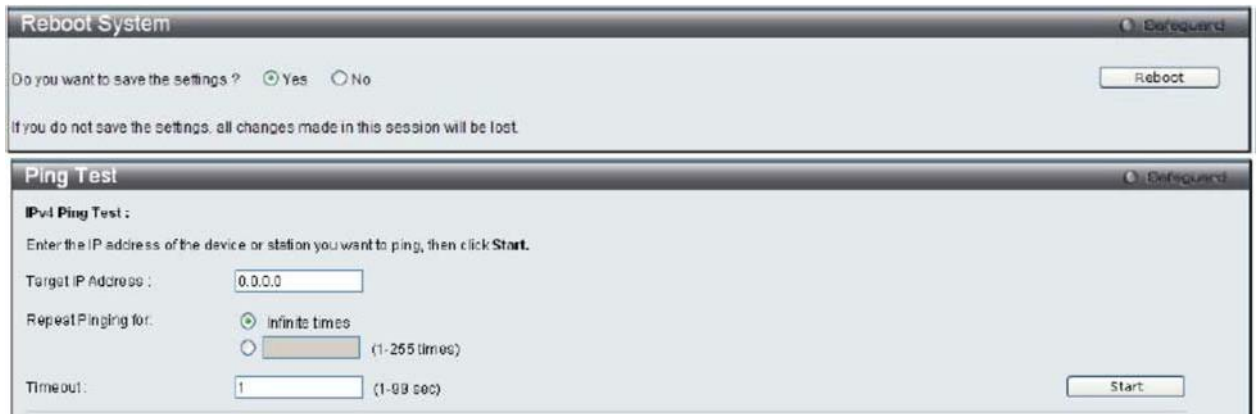 Reboot System
Safeguard
Do you want to save the settings ? Yes No
Reboot
If you do not save the settings, all changes made in this session will be lost.
Ping Test
Safeguard
IPv4 Ping Test :
Enter the IP address of the device or station you want to ping, then click Start.
Target IP Address : 0.0.0.0
Repeat Pinging for: Infinite times
(1-255 times)
Timeout : 1 (1-99 sec)
Start